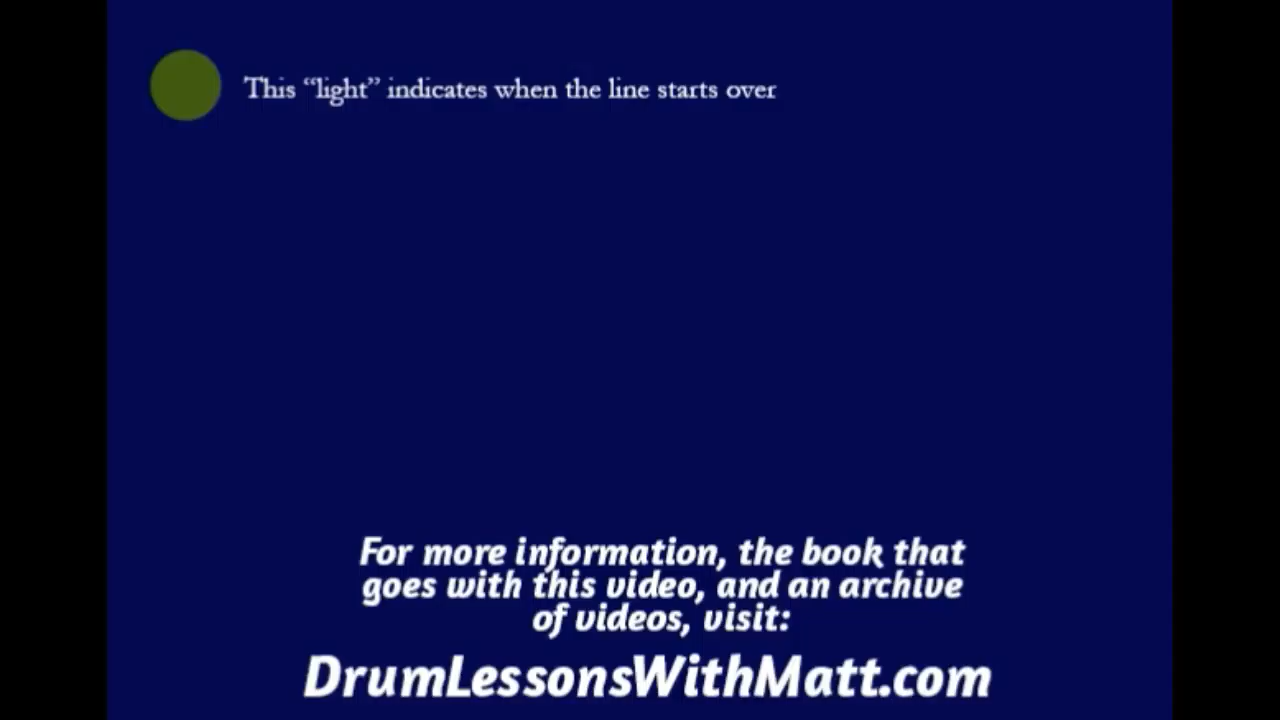 This “light” indicates when the line starts over
For more information, the book that
goes with this video, and an archive
of videos, visit:
DrumLessonsWithMatt.com